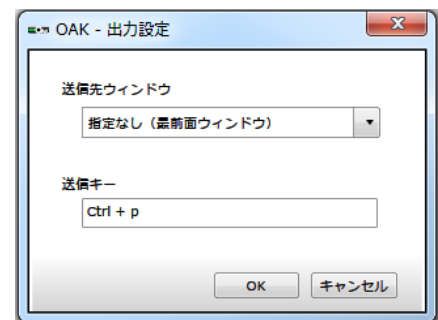 OAK - 出力設定
送信先ウィンドウ
指定なし（最前面ウィンドウ）
送信キー
Ctrl + p
OK
キャンセル